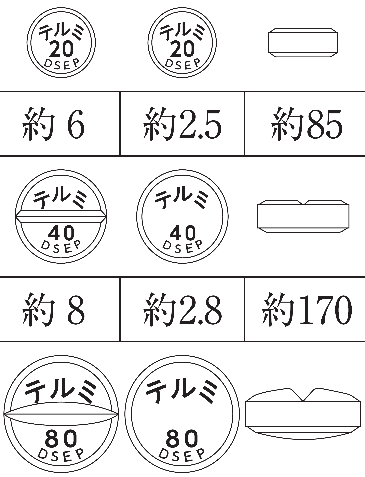 テルミ テルミ
20 20
DSEP DSEP
約 6 約2.5 約85
テルミ テルミ
40 40
DSEP DSEP
約 8 約2.8 約170
テルミ テルミ
80 80
DSEP DSEP